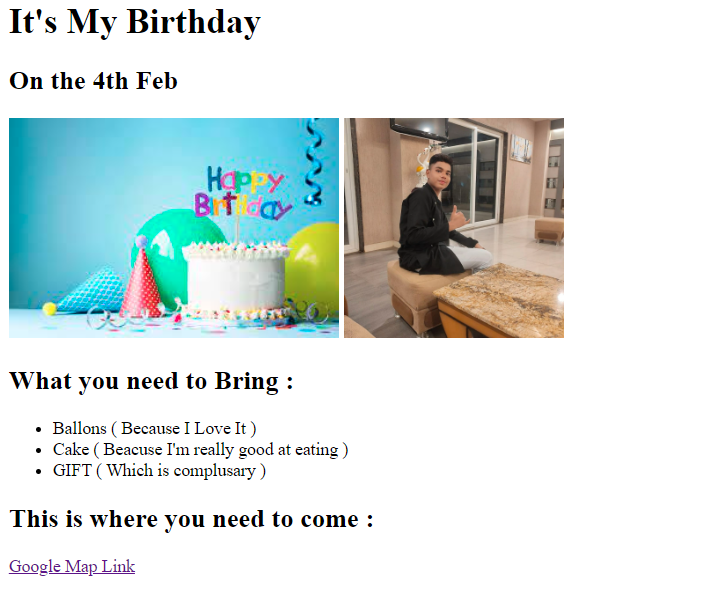 It's My Birthday
On the 4th Feb
Happy
Birthday
What you need to Bring :
Ballons ( Because I Love It )
Cake ( Beacuse I'm really good at eating )
GIFT ( Which is complusary )
This is where you need to come :
Google Map Link